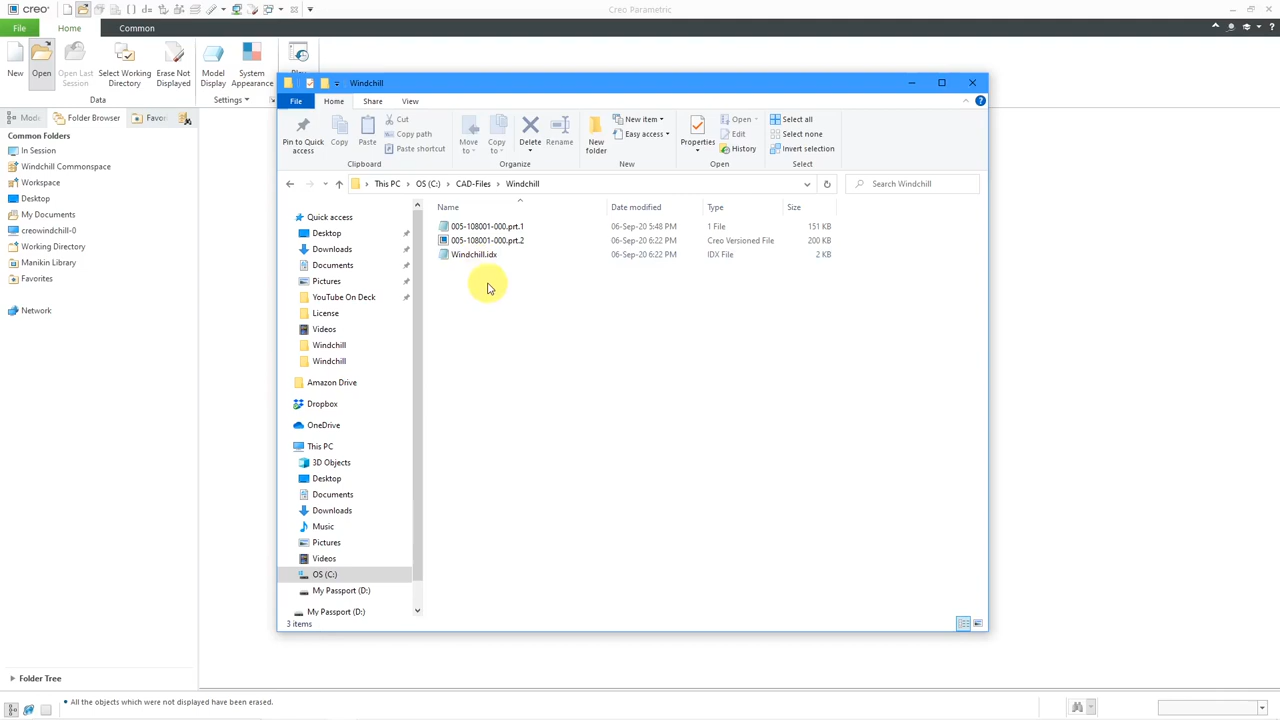 creo
Creo Parametric
File
Home
Common
New
Open
Open Last Session
Select Working Directory
Erase Not Displayed
Model Display
System Appearance
Data
Settings
Folder Browser
Common Folders
In Session
Windchill Commonspace
Workspace
Desktop
My Documents
creowindchill-0
Working Directory
Manikin Library
Favorites
Network
Folder Tree
• All the objects which were not displayed have been erased.
Windchill
File
Home
Share
View
Pin to Quick access
Copy
Paste
Cut
Copy path
Paste shortcut
Clipboard
Move to
Copy to
Delete
Rename
Organize
New folder
New item
Easy access
New
Properties
Open
Edit
History
Open
Select all
Select none
Invert selection
Select
This PC
OS (C:)
CAD-Files
Windchill
Search Windchill
Name
Date modified
Type
Size
005-108001-000.prt.1 06-Sep-20 5:48 PM 1 File 151 KB
005-108001-000.prt.2 06-Sep-20 6:22 PM Creo Versioned File 200 KB
Windchill.idx 06-Sep-20 6:22 PM IDX File 2 KB
Quick access
Desktop
Downloads
Documents
Pictures
YouTube On Deck
License
Videos
Windchill
Windchill
Amazon Drive
Dropbox
OneDrive
This PC
3D Objects
Desktop
Documents
Downloads
Music
Pictures
Videos
OS (C:)
My Passport (D:)
My Passport (D:)
3 items